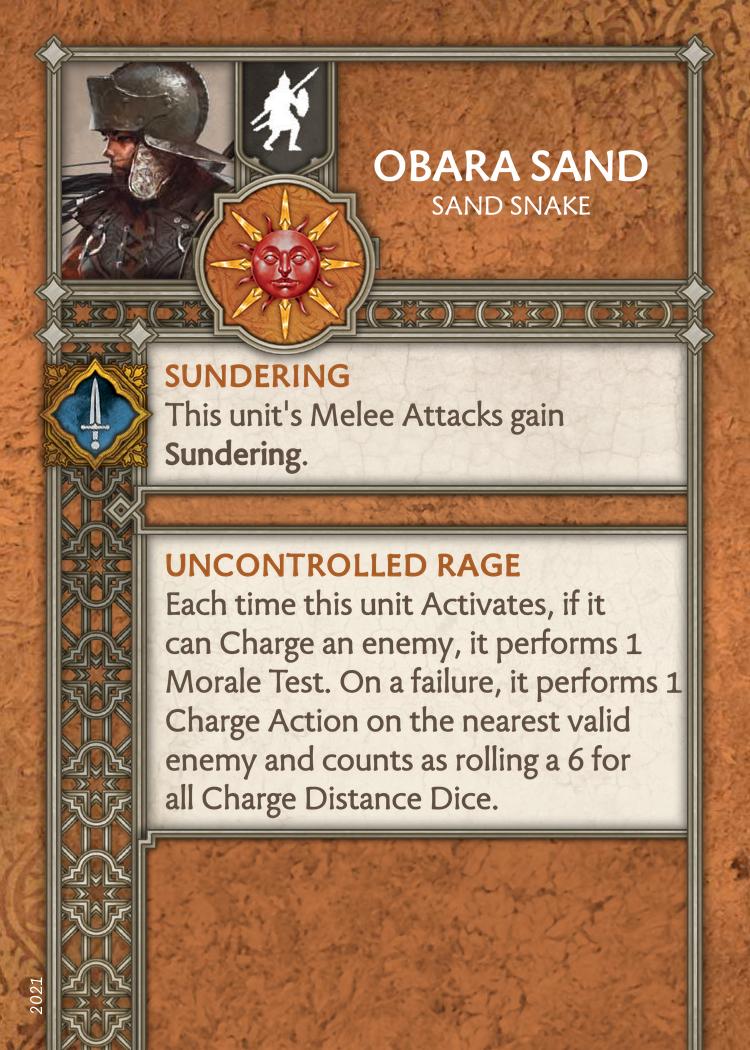 OBARA SAND
SAND SNAKE
SUNDERING
This unit's Melee Attacks gain
Sundering.
UNCONTROLLED RAGE
Each time this unit Activates, if it
can Charge an enemy, it performs 1
Morale Test. On a failure, it performs 1
Charge Action on the nearest valid
enemy and counts as rolling a 6 for
all Charge Distance Dice.
2021